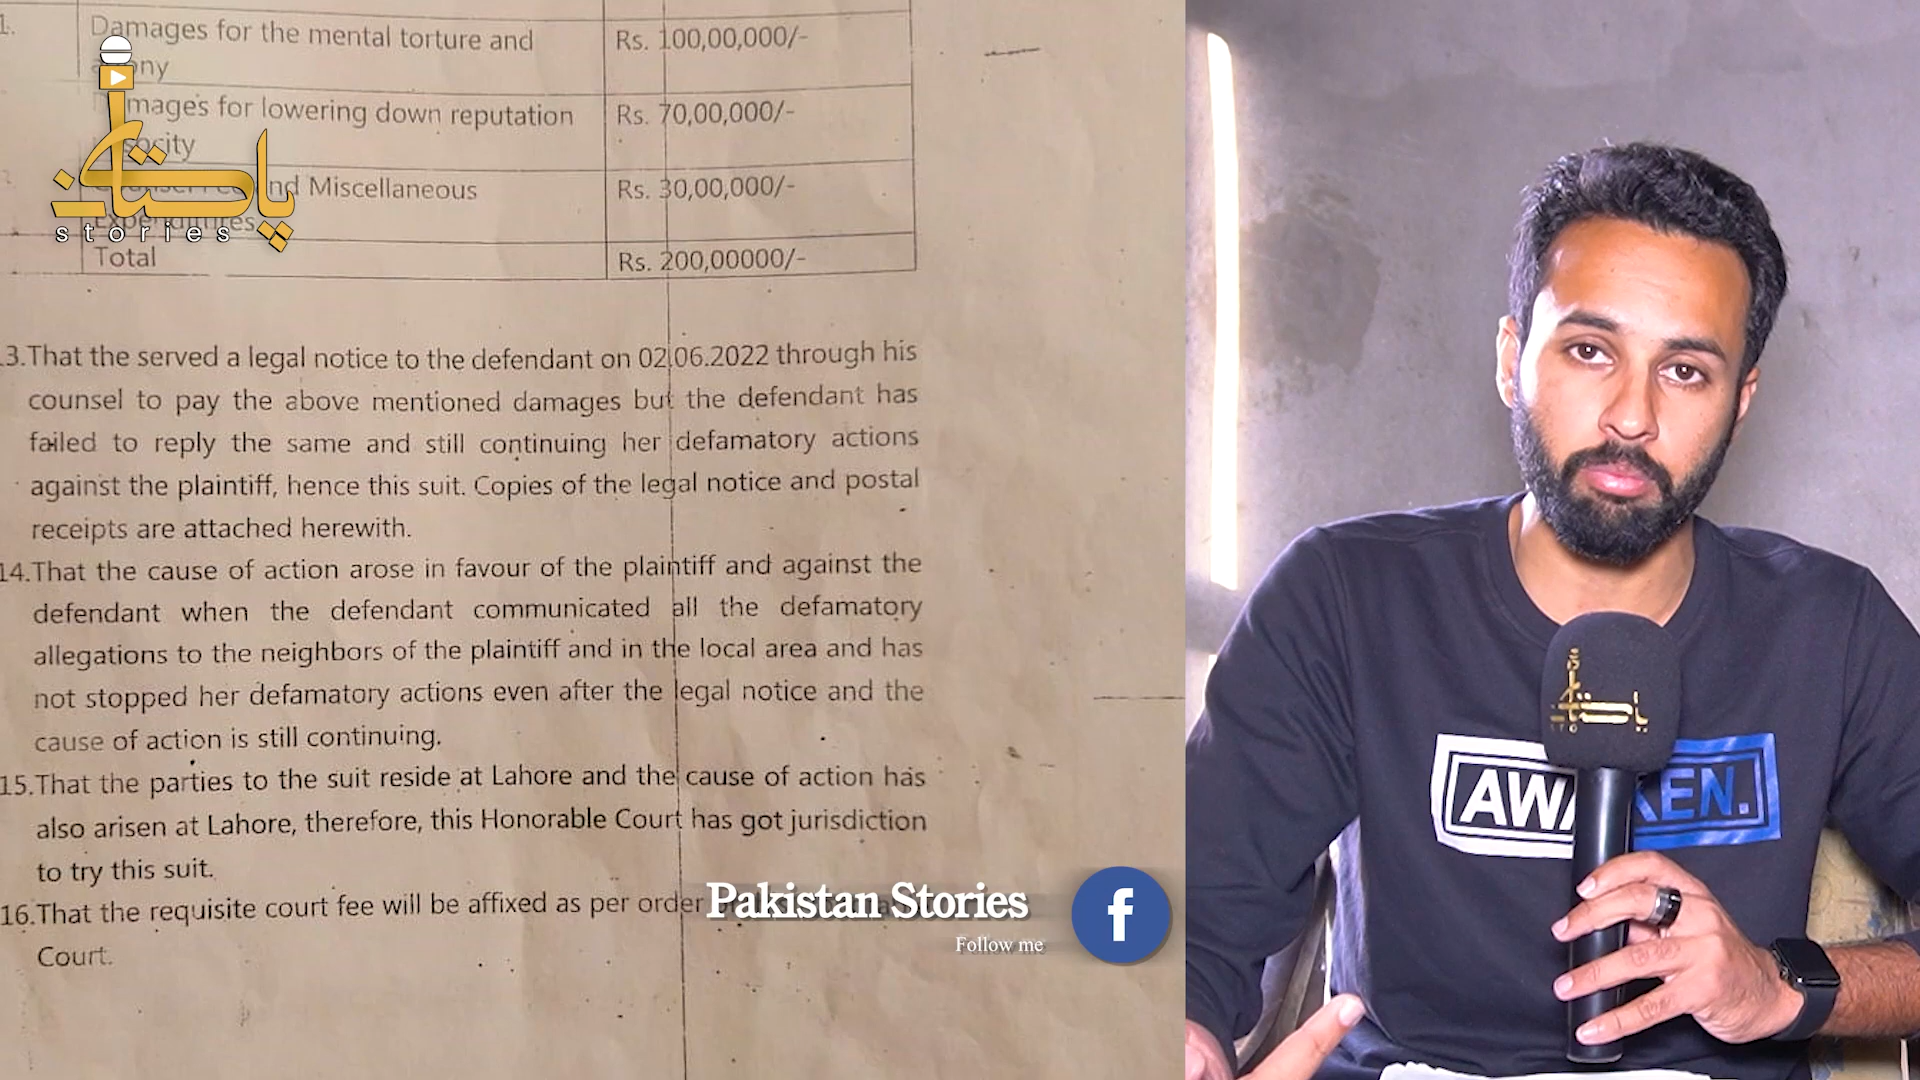 1.
Damages for the mental torture and
Rs. 100,00,000/-
mages for lowering down reputation
Rs. 70,00,000/-
nd Miscellaneous
Rs. 30,00,000/-
Expenditures
Total
Rs. 200,00000/-
پاکستان
stories
3.That the served a legal notice to the defendant on 02.06.2022 through his
counsel to pay the above mentioned damages but the defendant has
failed to reply the same and still continuing her defamatory actions
against the plaintiff, hence this suit. Copies of the legal notice and postal
receipts are attached herewith.
14.That the cause of action arose in favour of the plaintiff and against the
defendant when the defendant communicated all the defamatory
allegations to the neighbors of the plaintiff and in the local area and has
not stopped her defamatory actions even after the legal notice and the
cause of action is still continuing.
15.That the parties to the suit reside at Lahore and the cause of action has
also arisen at Lahore, therefore, this Honorable Court has got jurisdiction
to try this suit.
16.That the requisite court fee will be affixed as per order
Court.
Pakistan Stories
Follow me
f
AWAKEN.